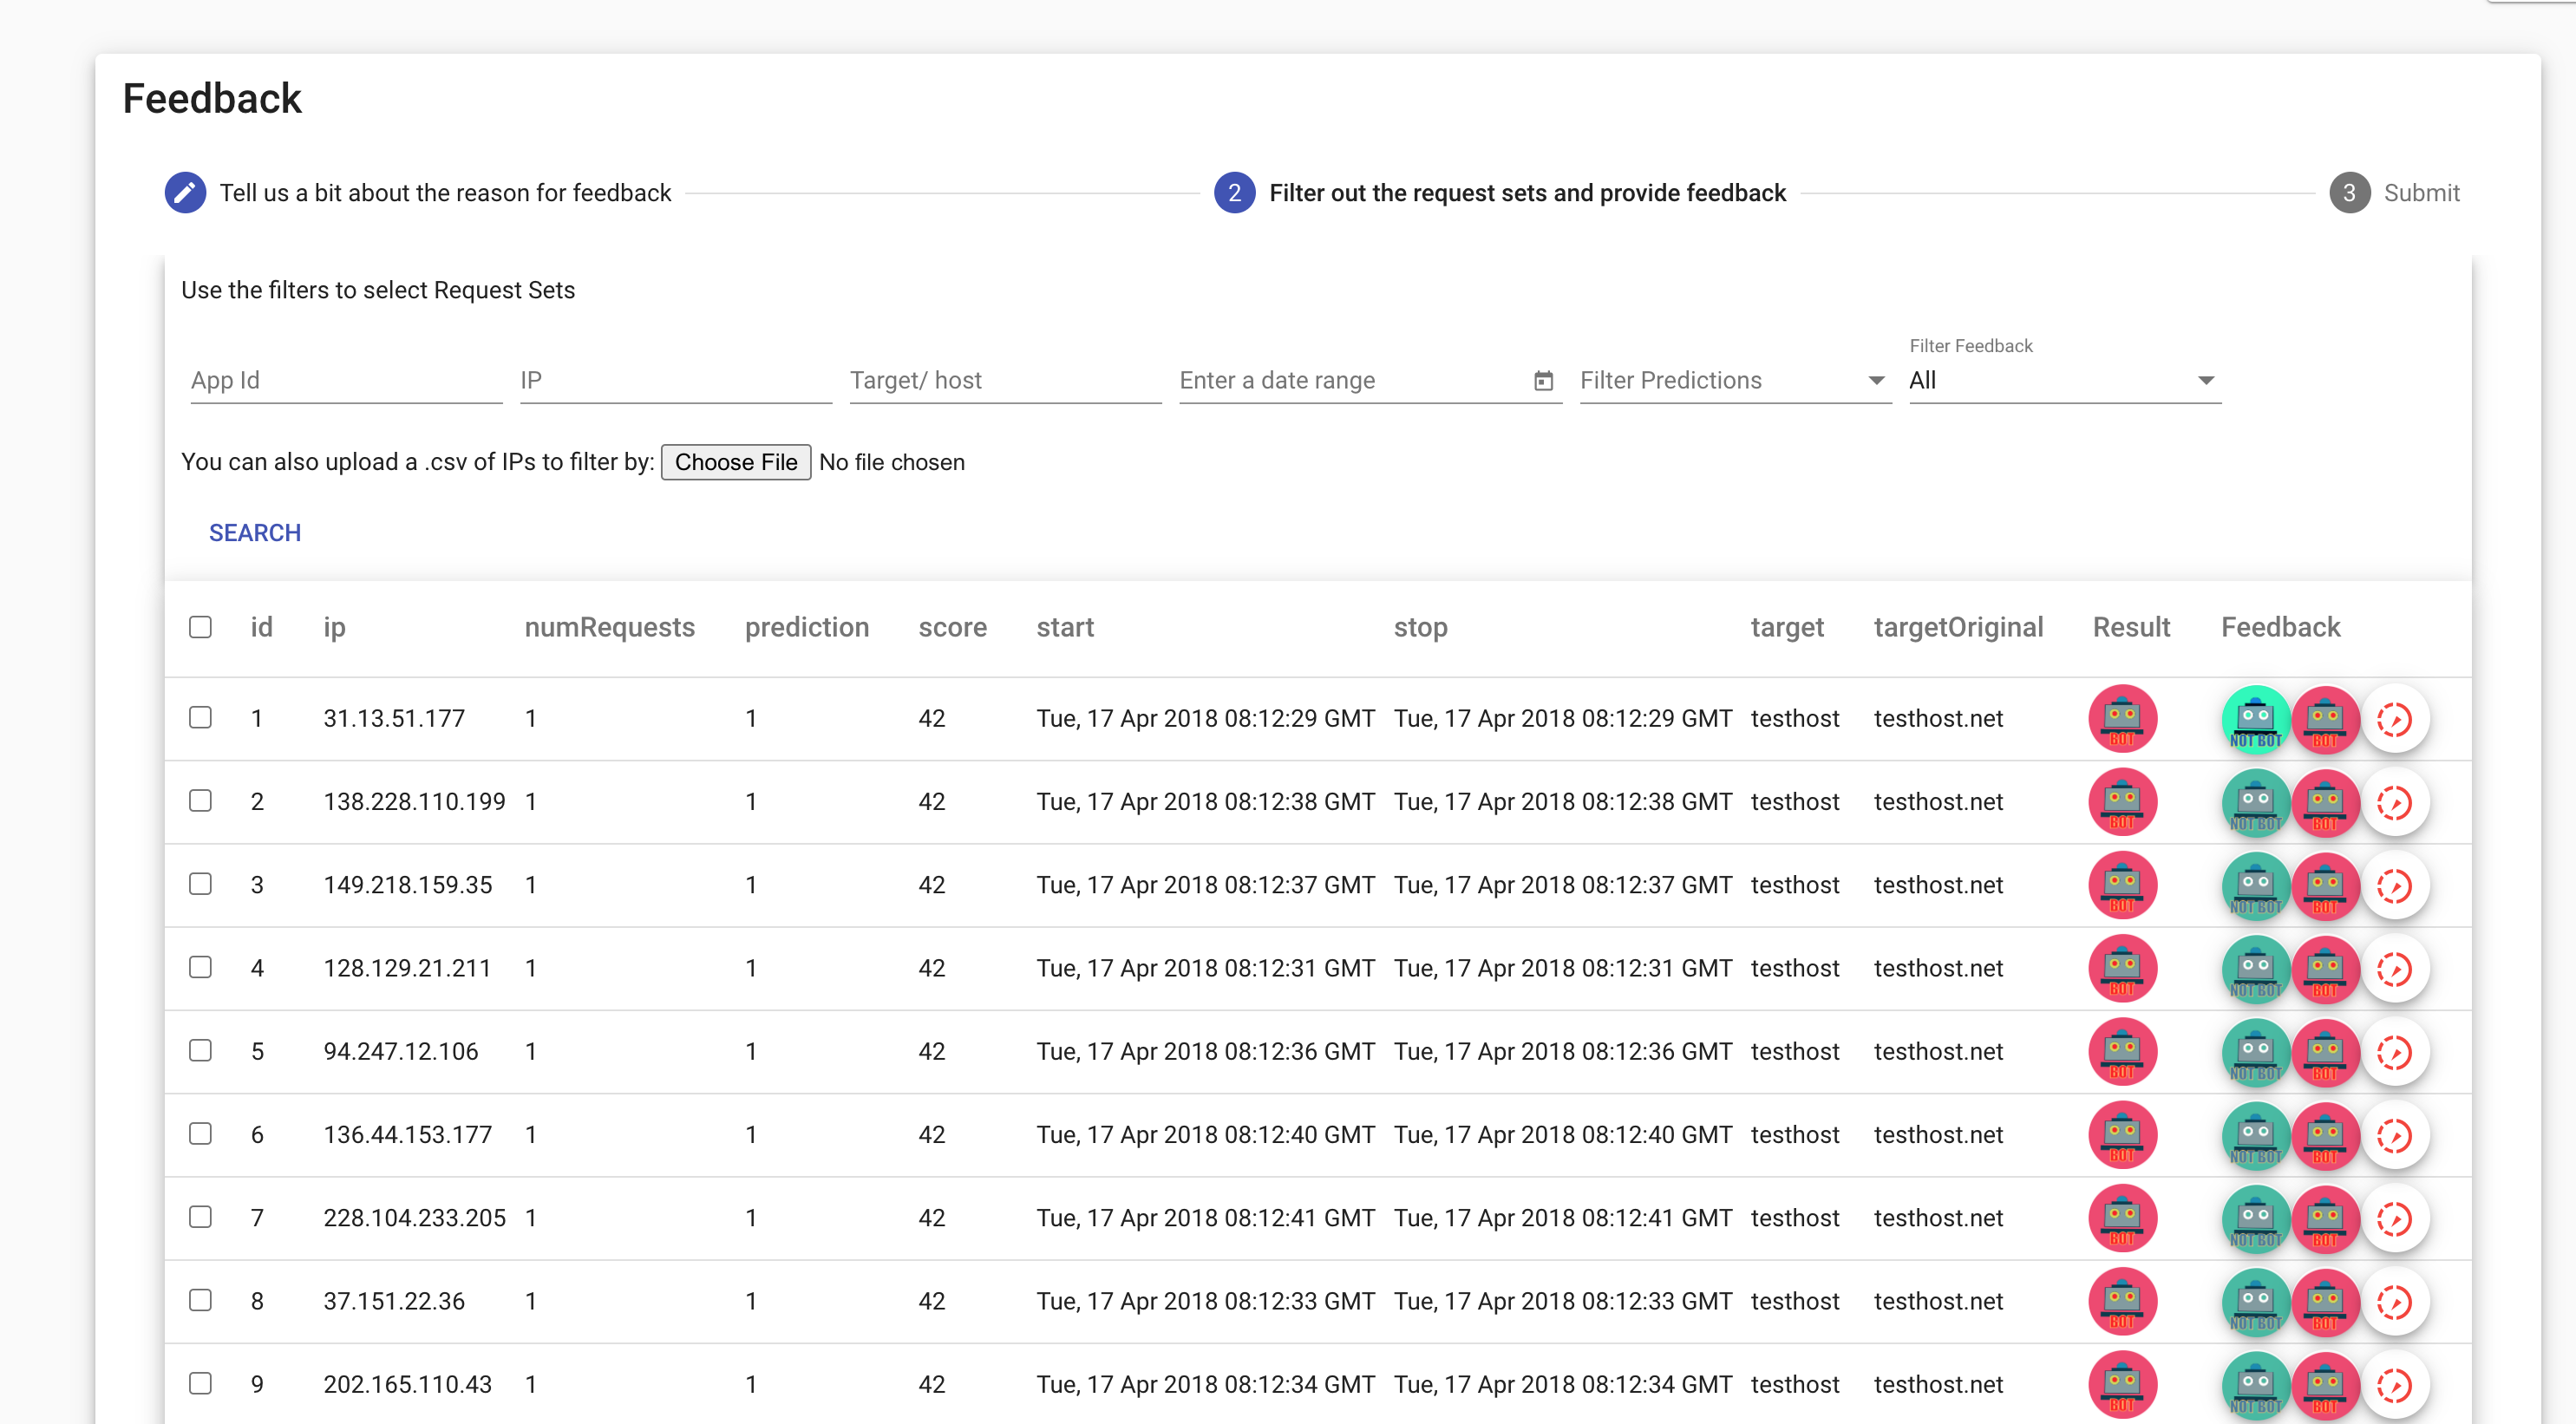 Feedback
Tell us a bit about the reason for feedback 2 Filter out the request sets and provide feedback 3 Submit
Use the filters to select Request Sets
Filter Feedback
App Id IP Target/ host Enter a date range Filter Predictions All
You can also upload a .csv of IPs to filter by: Choose File No file chosen
SEARCH
id ip numRequests prediction score start stop target targetOriginal Result Feedback
1 31.13.51.177 1 1 42 Tue, 17 Apr 2018 08:12:29 GMT Tue, 17 Apr 2018 08:12:29 GMT testhost testhost.net BOT NOT BOT BOT
2 138.228.110.199 1 1 42 Tue, 17 Apr 2018 08:12:38 GMT Tue, 17 Apr 2018 08:12:38 GMT testhost testhost.net BOT NOT BOT BOT
3 149.218.159.35 1 1 42 Tue, 17 Apr 2018 08:12:37 GMT Tue, 17 Apr 2018 08:12:37 GMT testhost testhost.net BOT NOT BOT BOT
4 128.129.21.211 1 1 42 Tue, 17 Apr 2018 08:12:31 GMT Tue, 17 Apr 2018 08:12:31 GMT testhost testhost.net BOT NOT BOT BOT
5 94.247.12.106 1 1 42 Tue, 17 Apr 2018 08:12:36 GMT Tue, 17 Apr 2018 08:12:36 GMT testhost testhost.net BOT NOT BOT BOT
6 136.44.153.177 1 1 42 Tue, 17 Apr 2018 08:12:40 GMT Tue, 17 Apr 2018 08:12:40 GMT testhost testhost.net BOT NOT BOT BOT
7 228.104.233.205 1 1 42 Tue, 17 Apr 2018 08:12:41 GMT Tue, 17 Apr 2018 08:12:41 GMT testhost testhost.net BOT NOT BOT BOT
8 37.151.22.36 1 1 42 Tue, 17 Apr 2018 08:12:33 GMT Tue, 17 Apr 2018 08:12:33 GMT testhost testhost.net BOT NOT BOT BOT
9 202.165.110.43 1 1 42 Tue, 17 Apr 2018 08:12:34 GMT Tue, 17 Apr 2018 08:12:34 GMT testhost testhost.net BOT NOT BOT BOT